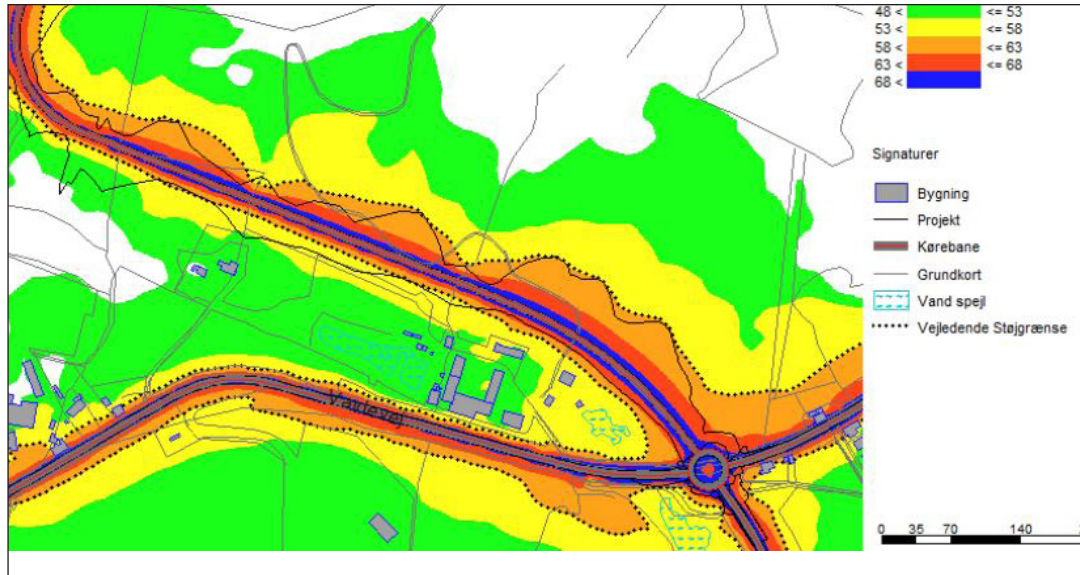 48 < <= 53
53 < <= 58
58 < <= 63
63 < <= 68
68 <
Signaturer
Bygning
Projekt
Kørebane
Grundkort
Vand spejl
Vejledende Støjgrænse
0 35 70 140